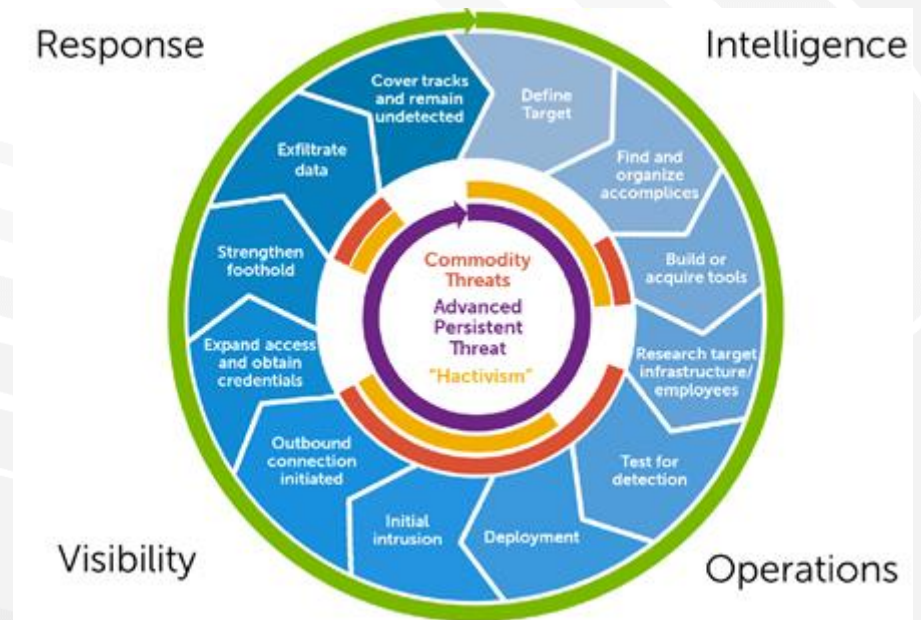 Response
Intelligence
Cover tracks
and remain
undetected
Define
Target
Find and
organize
accomplices
Build or
acquire tools
Research target
infrastructure/
employees
Test for
detection
Deployment
Initial
intrusion
Outbound
connection
initiated
Expand access
and obtain
credentials
Strengthen
foothold
Exfiltrate
data
Commodity
Threats
Advanced
Persistent
Threat
"Hactivism"
Visibility
Operations